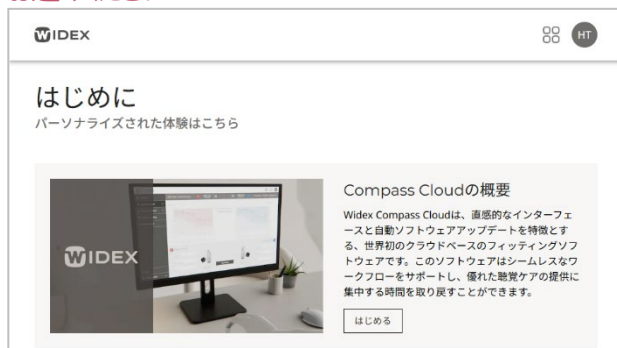 WIDEX
HT
はじめに
パーソナライズされた体験はこちら
WIDEX
Compass Cloudの概要
Widex Compass Cloudは、直感的なインターフェ
ースと自動ソフトウェアアップデートを特徴とす
る、世界初のクラウドベースのフィッティングソフ
トウェアです。このソフトウェアはシームレスなワ
ークフローをサポートし、優れた聴覚ケアの提供に
集中する時間を取り戻すことができます。
はじめる